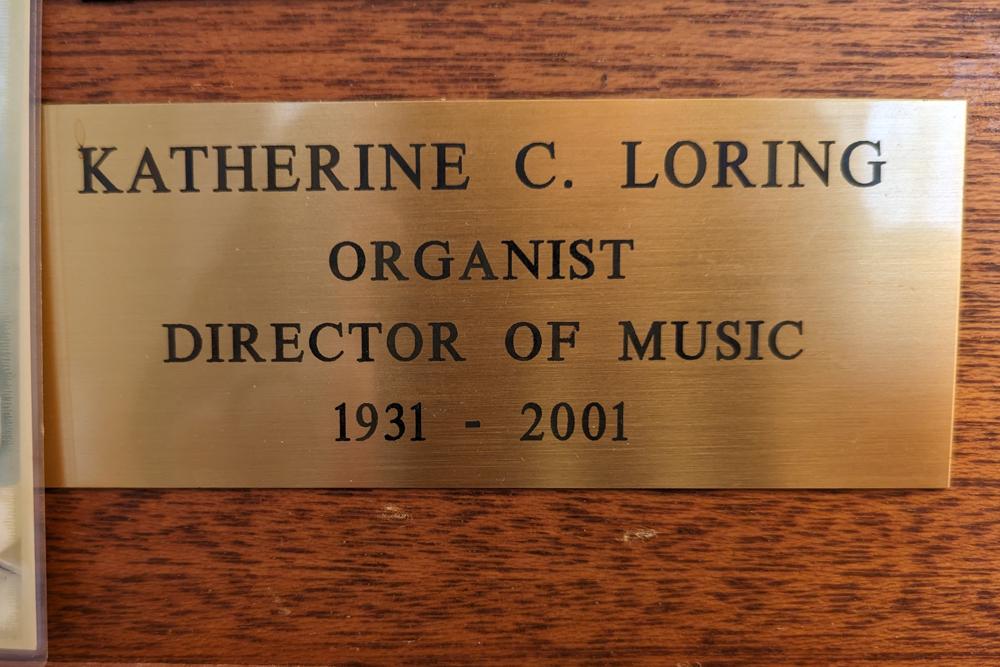 KATHERINE C. LORING
ORGANIST
DIRECTOR OF MUSIC
1931 - 2001